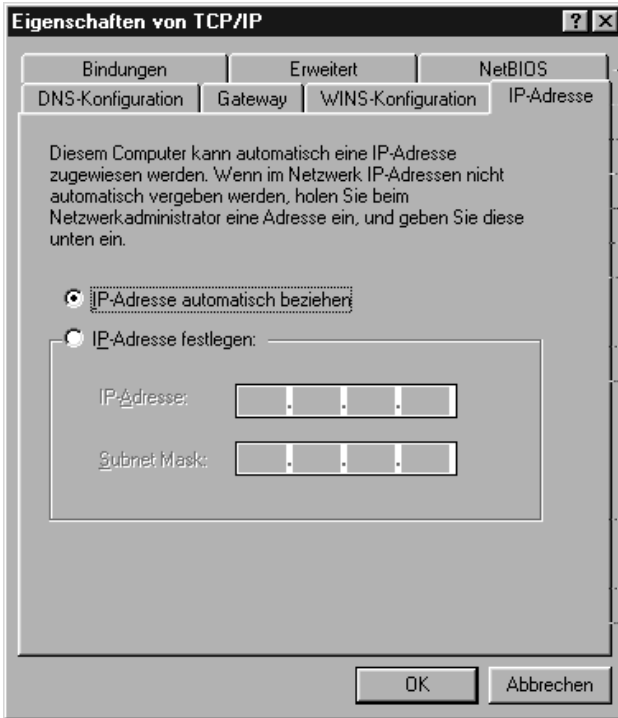 Eigenschaften von TCP/IP
Bindungen Erweitert NetBIOS
DNS-Konfiguration Gateway WINS-Konfiguration IP-Adresse
Diesem Computer kann automatisch eine IP-Adresse
zugewiesen werden. Wenn im Netzwerk IP-Adressen nicht
automatisch vergeben werden, holen Sie beim
Netzwerkadministrator eine Adresse ein, und geben Sie diese
unten ein.
IP-Adresse automatisch beziehen
IP-Adresse festlegen:
IP-Adresse: . . .
Subnet Mask: . . .
OK Abbrechen